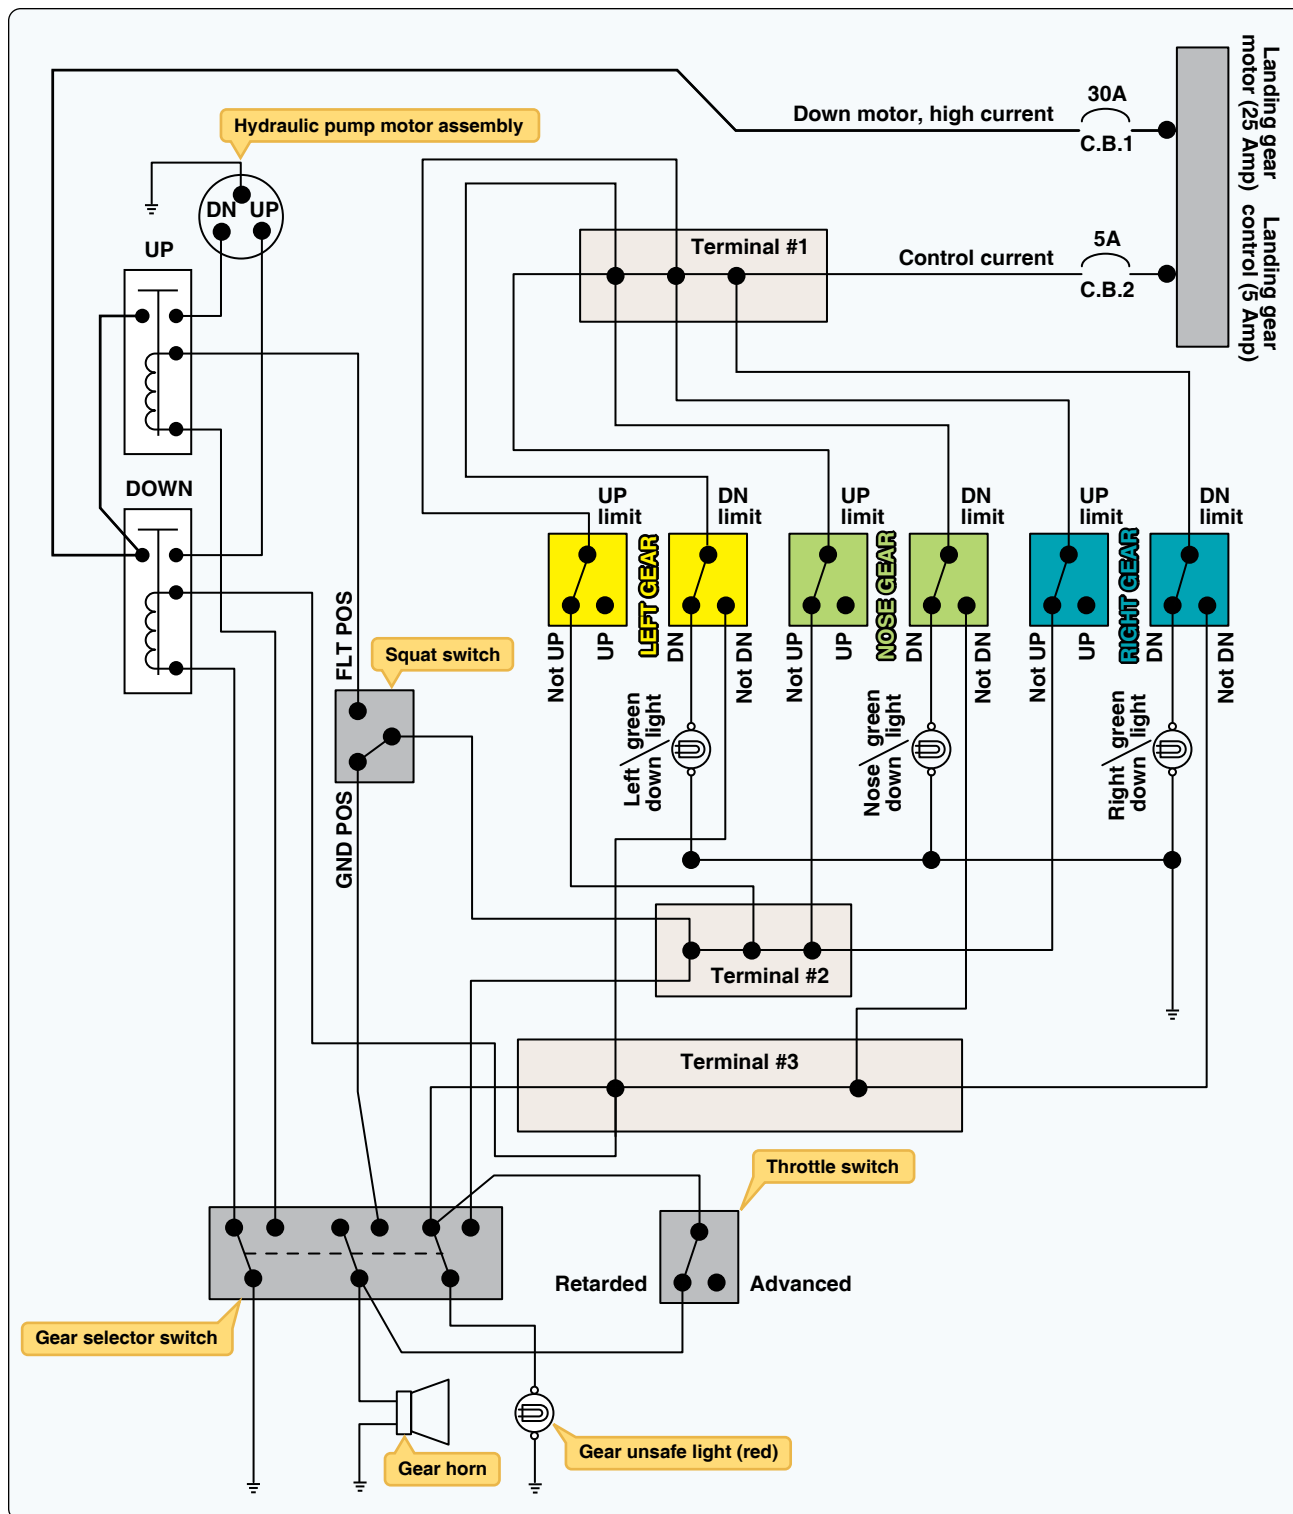 Landing gear
motor (25 Amp)
Landing gear
control (5 Amp)
30A
Down motor, high current
C.B.1
Hydraulic pump motor assembly
DN
UP
UP
Terminal #1
Control current
5A
C.B.2
DOWN
UP
limit
DN
limit
UP
limit
DN
limit
UP
limit
DN
limit
LEFT GEAR
NOSE GEAR
RIGHT GEAR
FLT POS
Squat switch
GND POS
Not UP
UP
DN
Not DN
Not UP
UP
DN
Not DN
Not UP
UP
DN
Not DN
Left green
down light
Nose green
down light
Right green
down light
Terminal #2
Terminal #3
Throttle switch
Retarded
Advanced
Gear selector switch
Gear horn
Gear unsafe light (red)